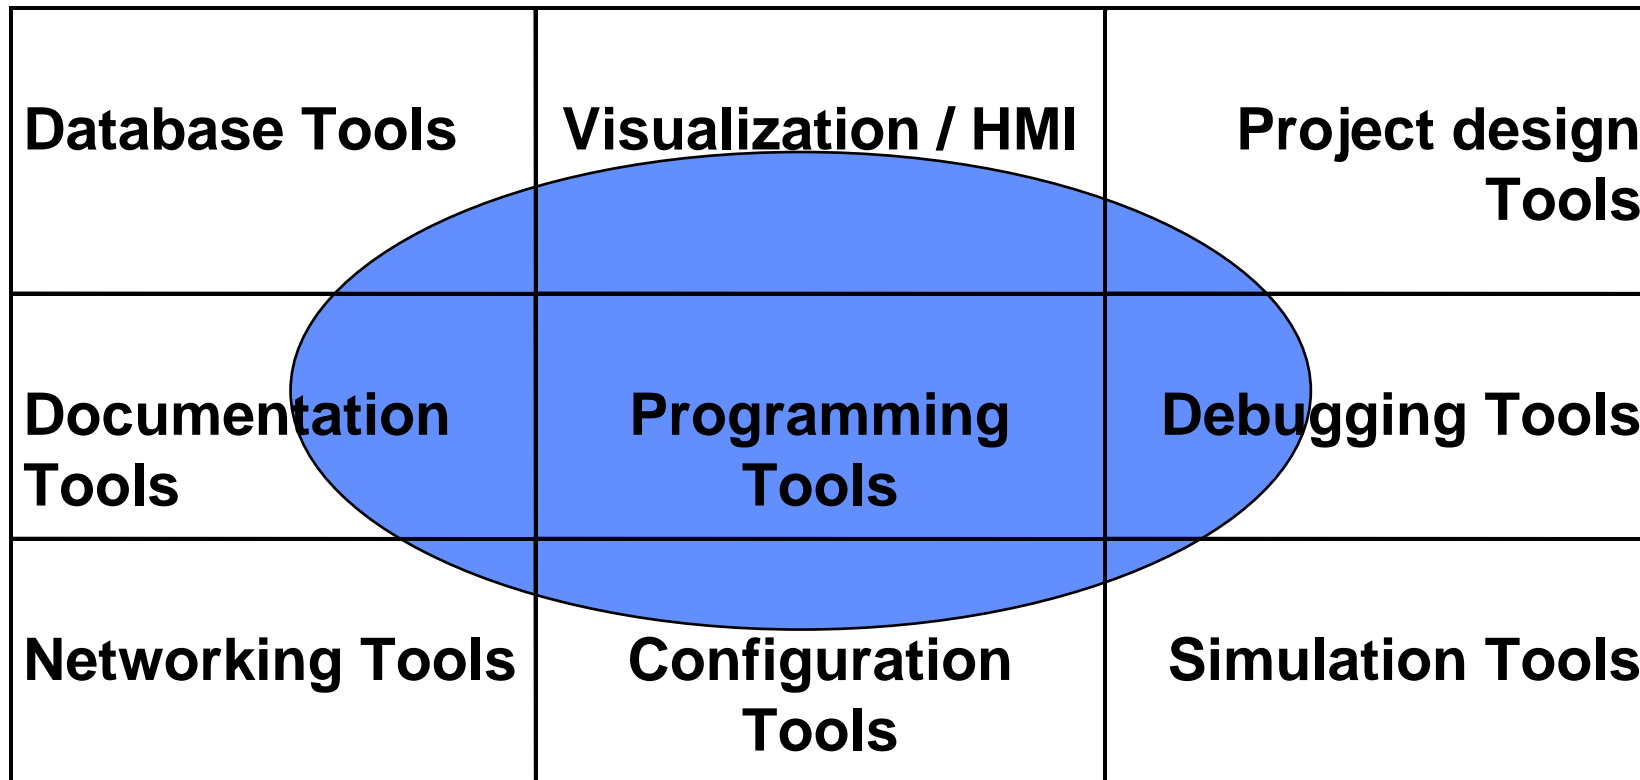 Database Tools
Visualization / HMI
Project design
Tools
Documentation
Tools
Programming
Tools
Debugging Tools
Networking Tools
Configuration
Tools
Simulation Tools